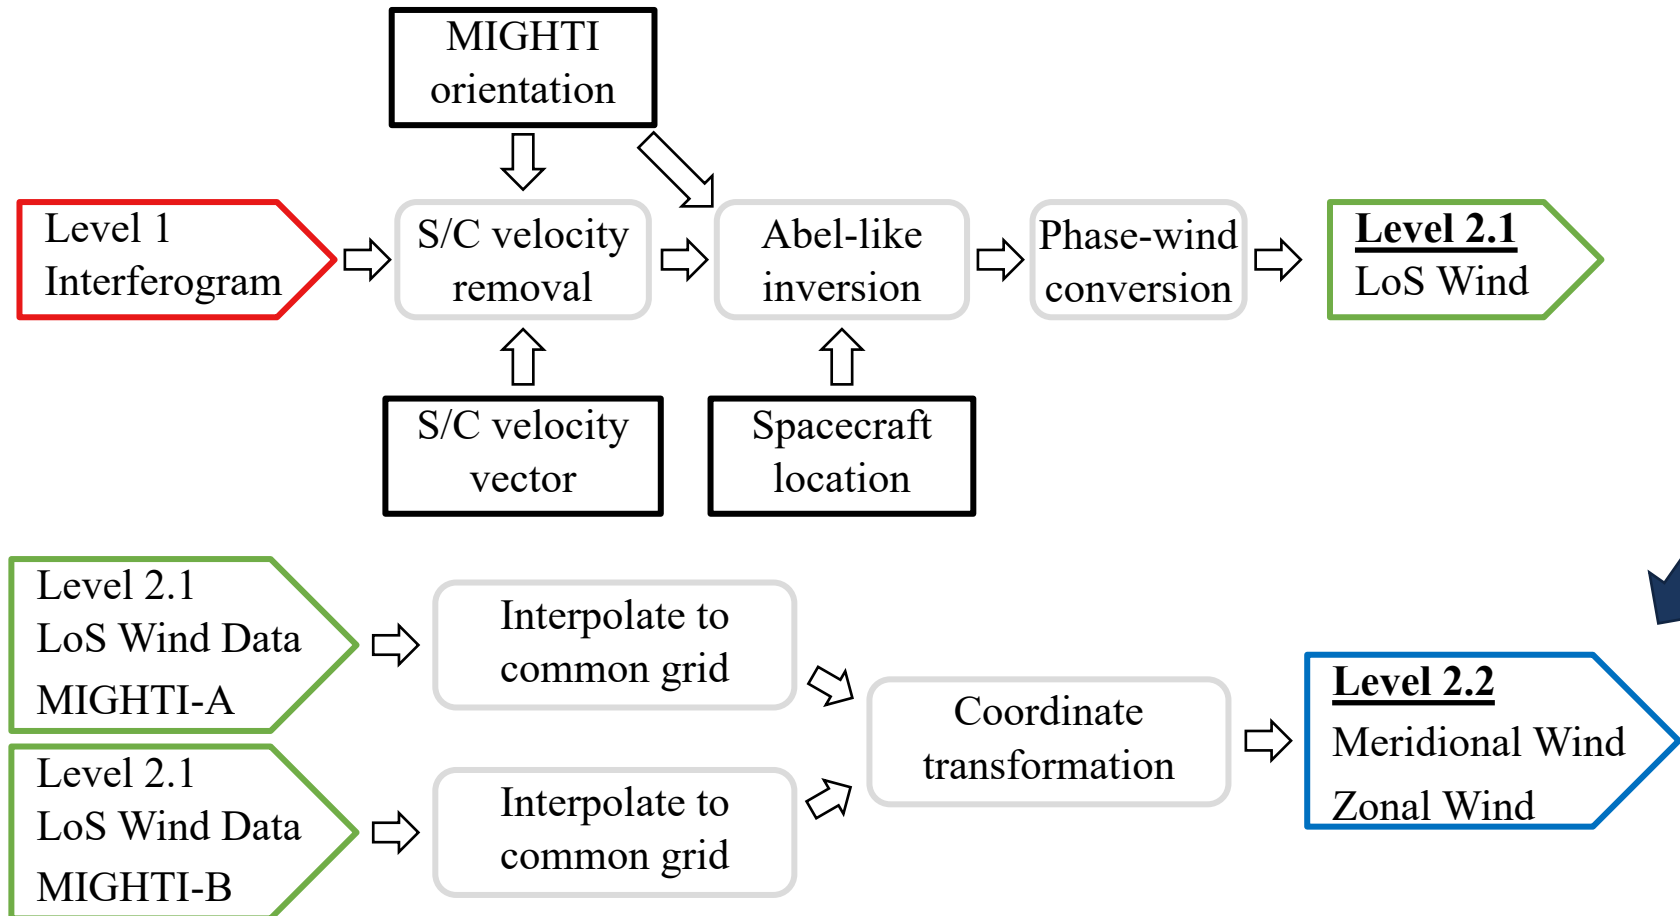 MIGHTI
orientation
Level 1
Interferogram
S/C velocity
removal
Abel-like
inversion
Phase-wind
conversion
Level 2.1
LoS Wind
S/C velocity
vector
Spacecraft
location
Level 2.1
LoS Wind Data
MIGHTI-A
Interpolate to
common grid
Level 2.1
LoS Wind Data
MIGHTI-B
Interpolate to
common grid
Coordinate
transformation
Level 2.2
Meridional Wind
Zonal Wind